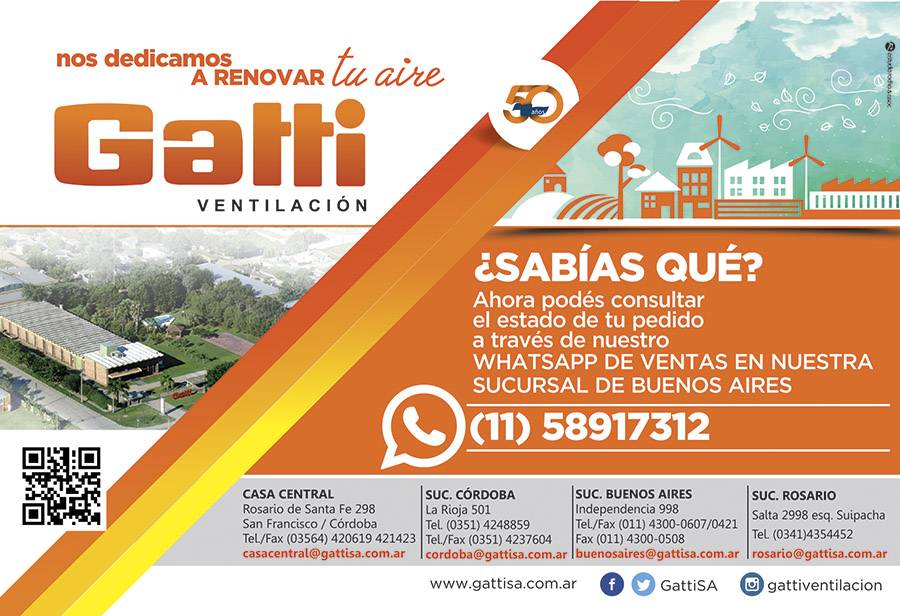 nos dedicamos
A RENOVAR tu aire
Gatti
VENTILACIÓN
50
años
¿SABÍAS QUÉ?
Ahora podés consultar
el estado de tu pedido
a través de nuestro
WHATSAPP DE VENTAS EN NUESTRA
SUCURSAL DE BUENOS AIRES
(11) 58917312
Gatti
CASA CENTRAL
Rosario de Santa Fe 298
San Francisco / Córdoba
Tel./Fax (03564) 420619 421423
casacentral@gattisa.com.ar
SUC. CÓRDOBA
La Rioja 501
Tel. (0351) 4248859
Tel./Fax (0351) 4237604
cordoba@gattisa.com.ar
SUC. BUENOS AIRES
Independencia 998
Tel./Fax (011) 4300-0607/0421
Fax (011) 4300-0508
buenosaires@gattisa.com.ar
SUC. ROSARIO
Salta 2998 esq. Suipacha
Tel. (0341)4354452
rosario@gattisa.com.ar
www.gattisa.com.ar
GattiSA
gattiventilacion